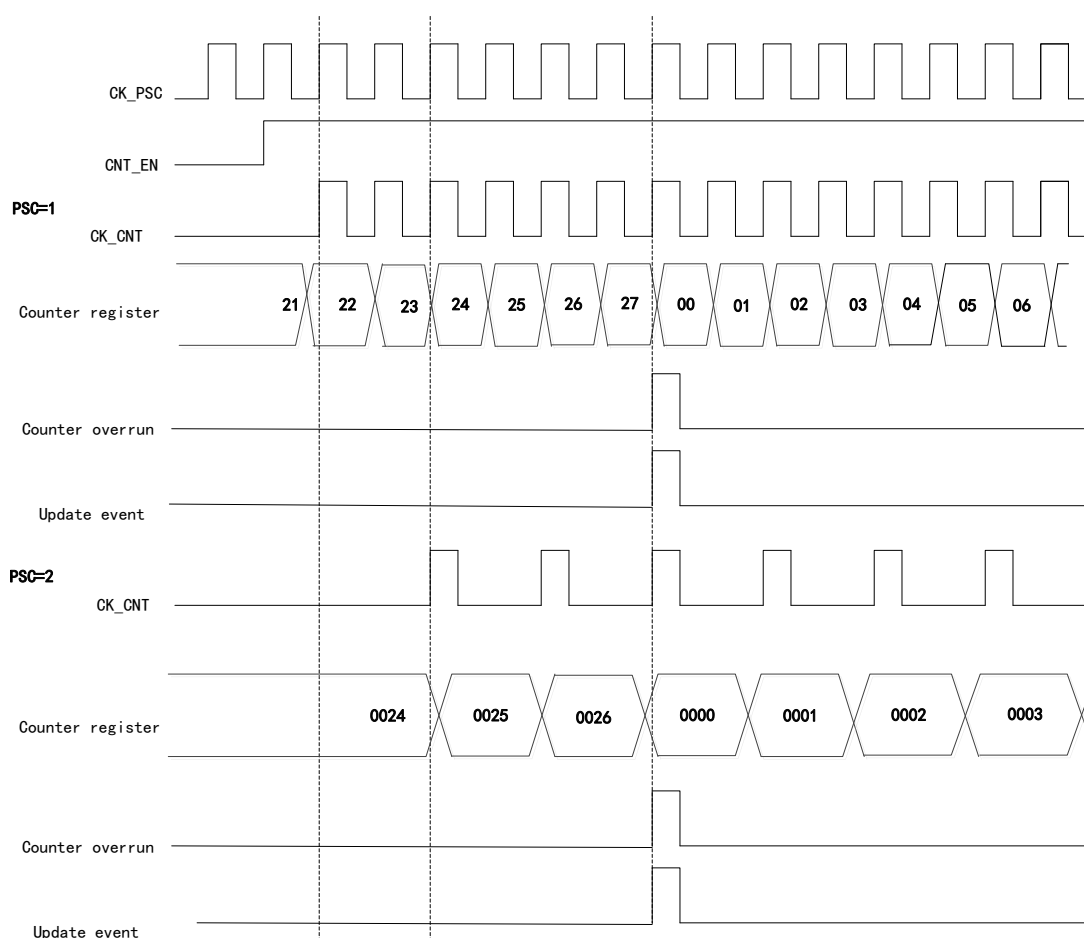 CK_PSC
CNT_EN
PSC=1
CK_CNT
Counter register 21 22 23 24 25 26 27 00 01 02 03 04 05 06
Counter overrun
Update event
PSC=2
CK_CNT
Counter register 0024 0025 0026 0000 0001 0002 0003
Counter overrun
Update event